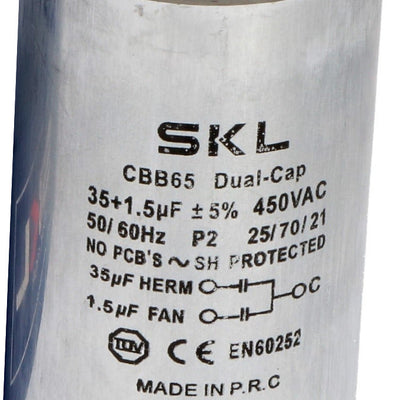 SKL
CBB65 Dual-Cap
35+1.5µF ±5% 450VAC
50/60Hz P2 25/70/21
NO PCB'S ~ SH PROTECTED
35µF HERM C
1.5µF FAN
TÜV CE EN60252
MADE IN P.R.C